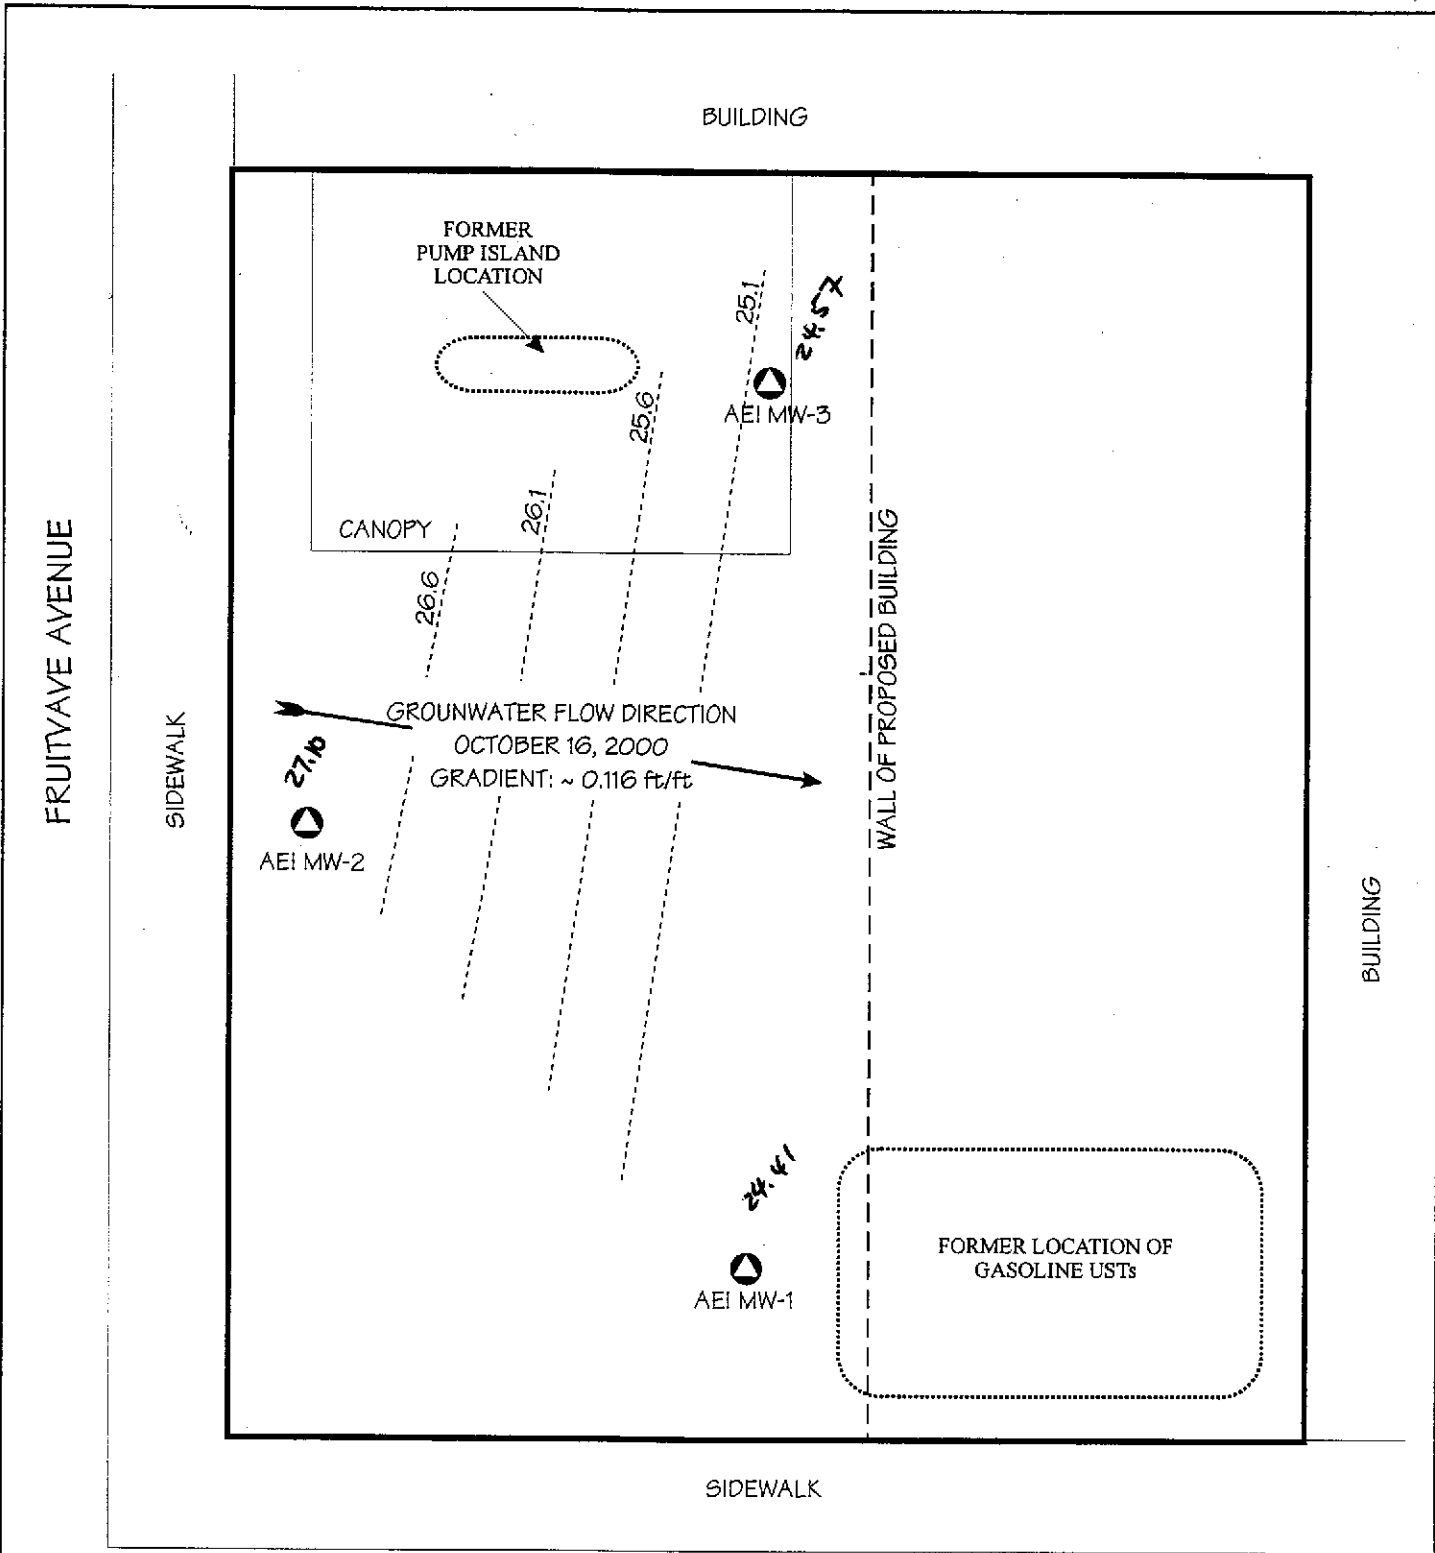 BUILDING
FORMER
PUMP ISLAND
LOCATION
25.1
24.57
25.6
AEI MW-3
26.1
CANOPY
26.6
FRUITVAVE AVENUE
SIDEWALK
WALL OF PROPOSED BUILDING
GROUNWATER FLOW DIRECTION
OCTOBER 16, 2000
GRADIENT: ~ 0.116 ft/ft
27.10
AEI MW-2
BUILDING
24.41
AEI MW-1
FORMER LOCATION OF
GASOLINE USTs
SIDEWALK